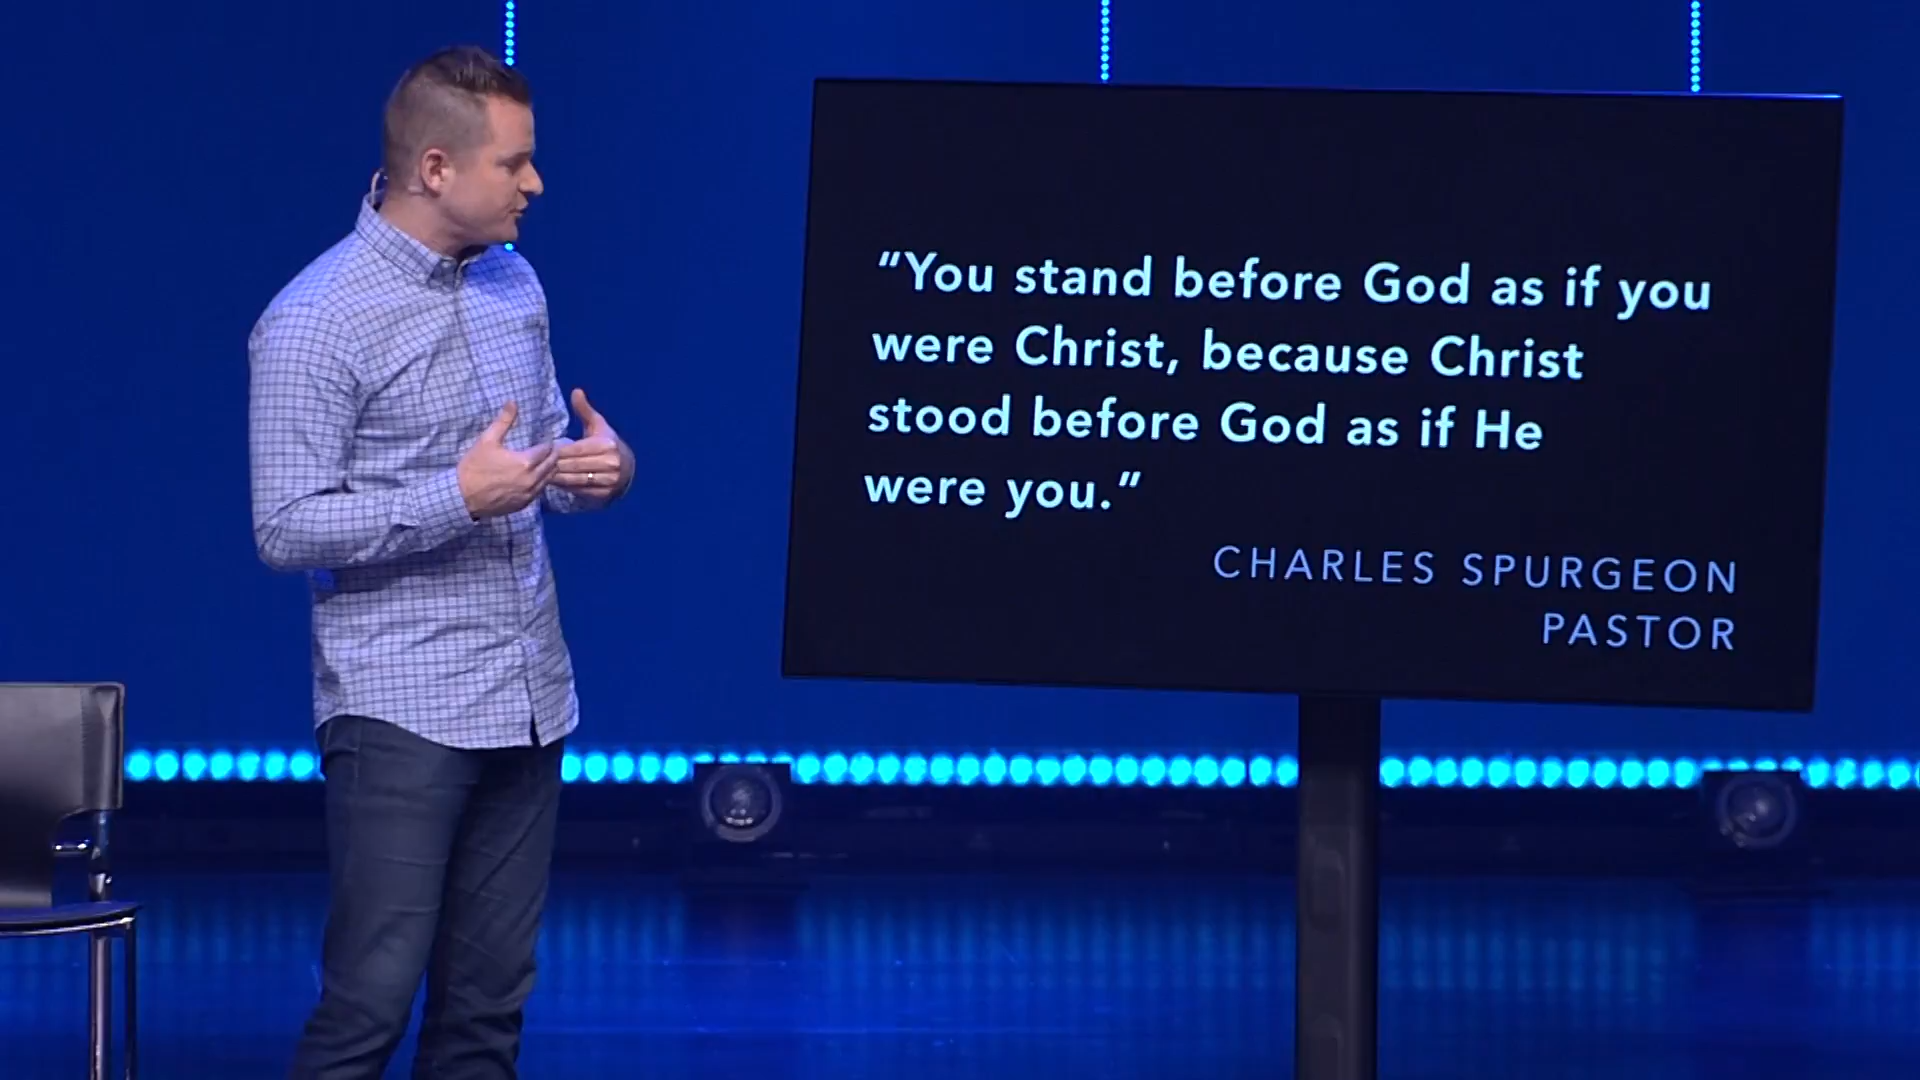 “You stand before God as if you
were Christ, because Christ
stood before God as if He
were you.”
CHARLES SPURGEON
PASTOR